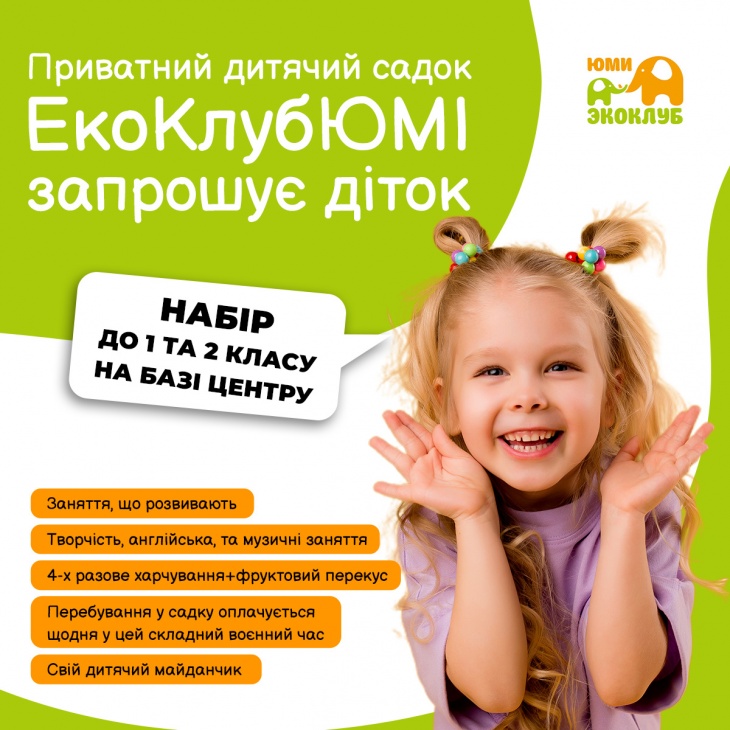 Приватний дитячий садок
ЕкоКлубЮМІ
запрошує діток
ЮМИ
ЭКОКЛУБ
НАБІР
ДО 1 ТА 2 КЛАСУ
НА БАЗІ ЦЕНТРУ
Заняття, що розвивають
Творчість, англійська, та музичні заняття
4-х разове харчування+фруктовий перекус
Перебування у садку оплачується
щодня у цей складний воєнний час
Свій дитячий майданчик